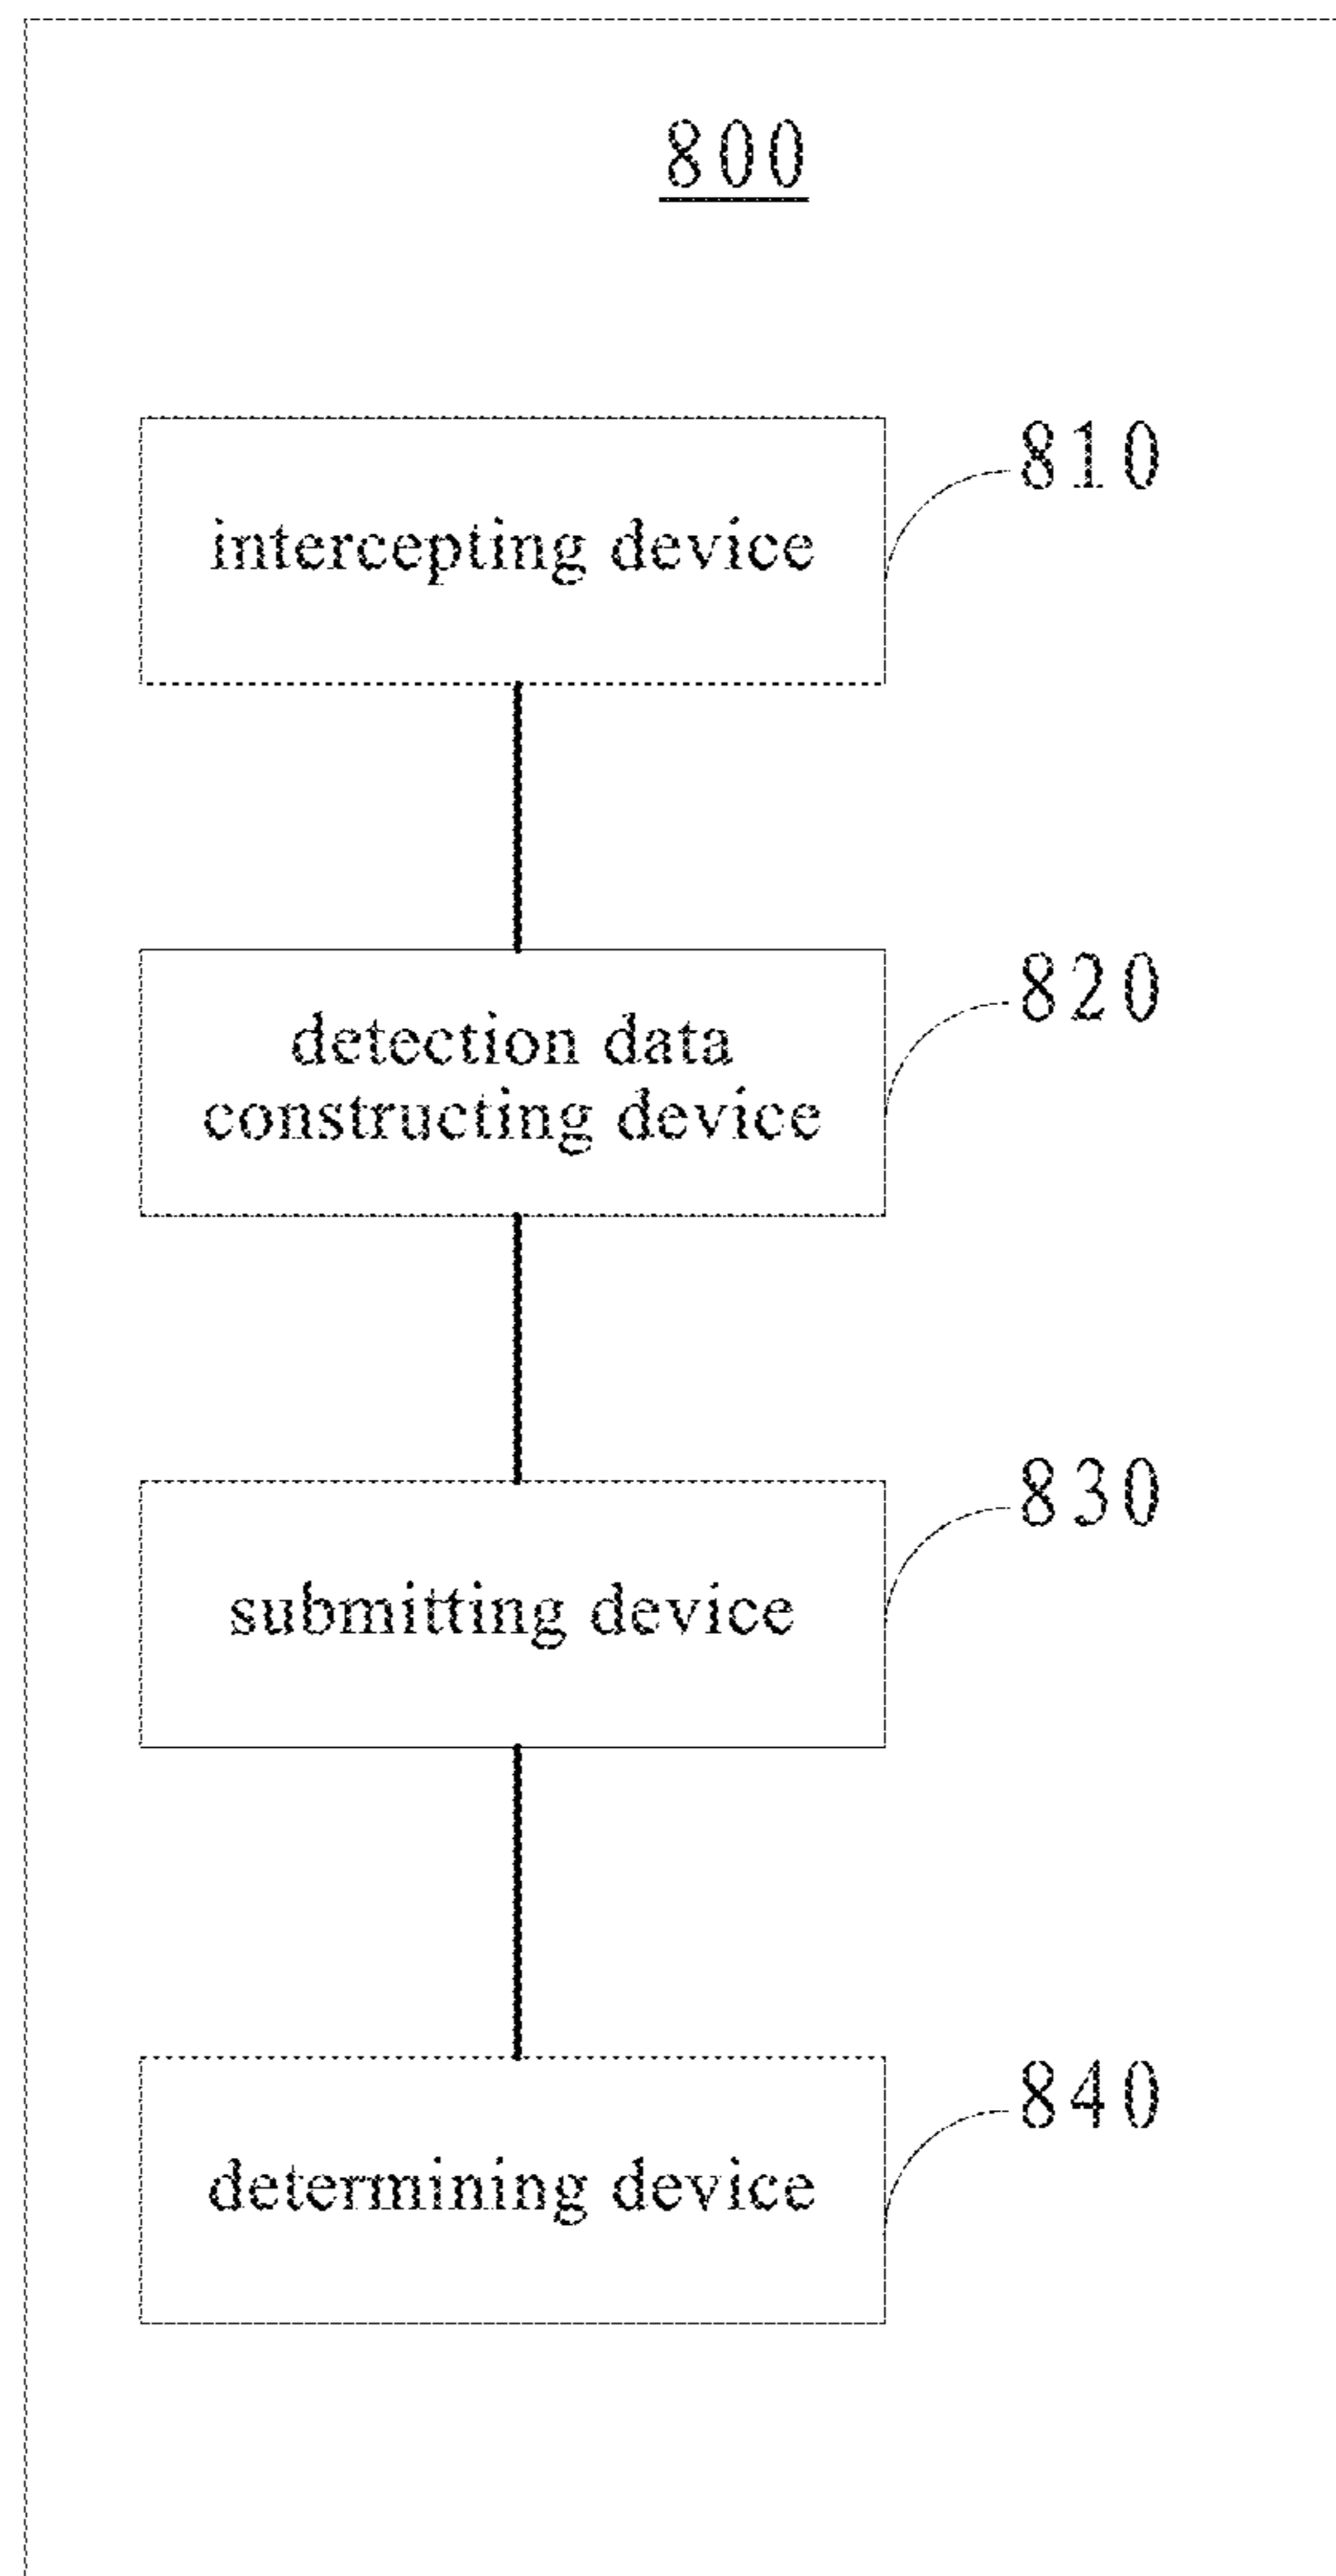 800
810
intercepting device
820
detection data
constructing device
830
submitting device
840
determining device